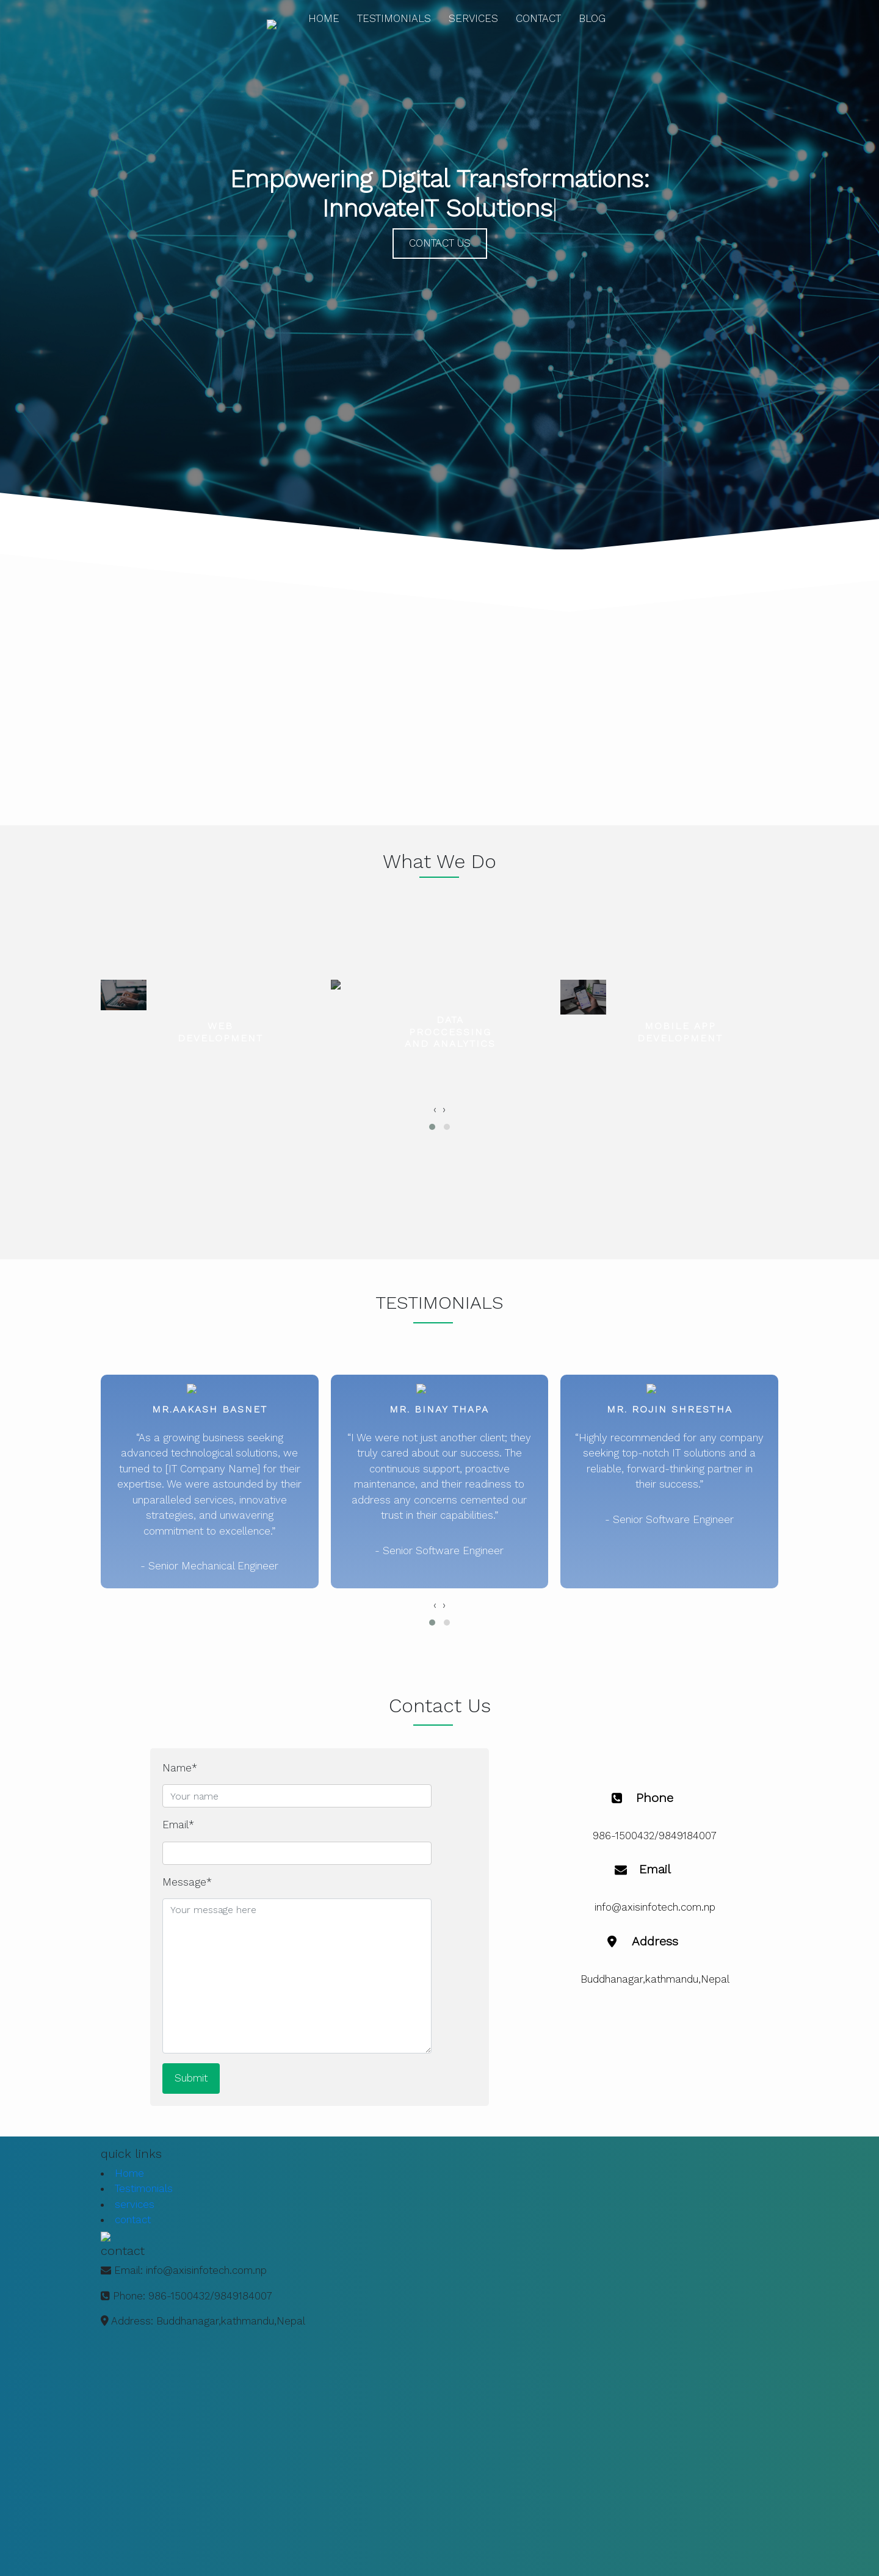 HOME TESTIMONIALS SERVICES CONTACT BLOG
Empowering Digital Transformations:
InnovateIT Solutions
CONTACT US
What We Do
WEB
DEVELOPMENT
DATA
PROCCESSING
AND ANALYTICS
MOBILE APP
DEVELOPMENT
‹ ›
TESTIMONIALS
MR.AAKASH BASNET
"As a growing business seeking
advanced technological solutions, we
turned to [IT Company Name] for their
expertise. We were astounded by their
unparalleled services, innovative
strategies, and unwavering
commitment to excellence."
- Senior Mechanical Engineer
MR. BINAY THAPA
"I We were not just another client; they
truly cared about our success. The
continuous support, proactive
maintenance, and their readiness to
address any concerns cemented our
trust in their capabilities."
- Senior Software Engineer
MR. ROJIN SHRESTHA
"Highly recommended for any company
seeking top-notch IT solutions and a
reliable, forward-thinking partner in
their success."
- Senior Software Engineer
‹ ›
Contact Us
Name*
Your name
Email*
Message*
Your message here
Submit
Phone
986-1500432/9849184007
Email
info@axisinfotech.com.np
Address
Buddhanagar,kathmandu,Nepal
quick links
Home
Testimonials
Services
contact
contact
Email: info@axisinfotech.com.np
Phone: 986-1500432/9849184007
Address: Buddhanagar,kathmandu,Nepal